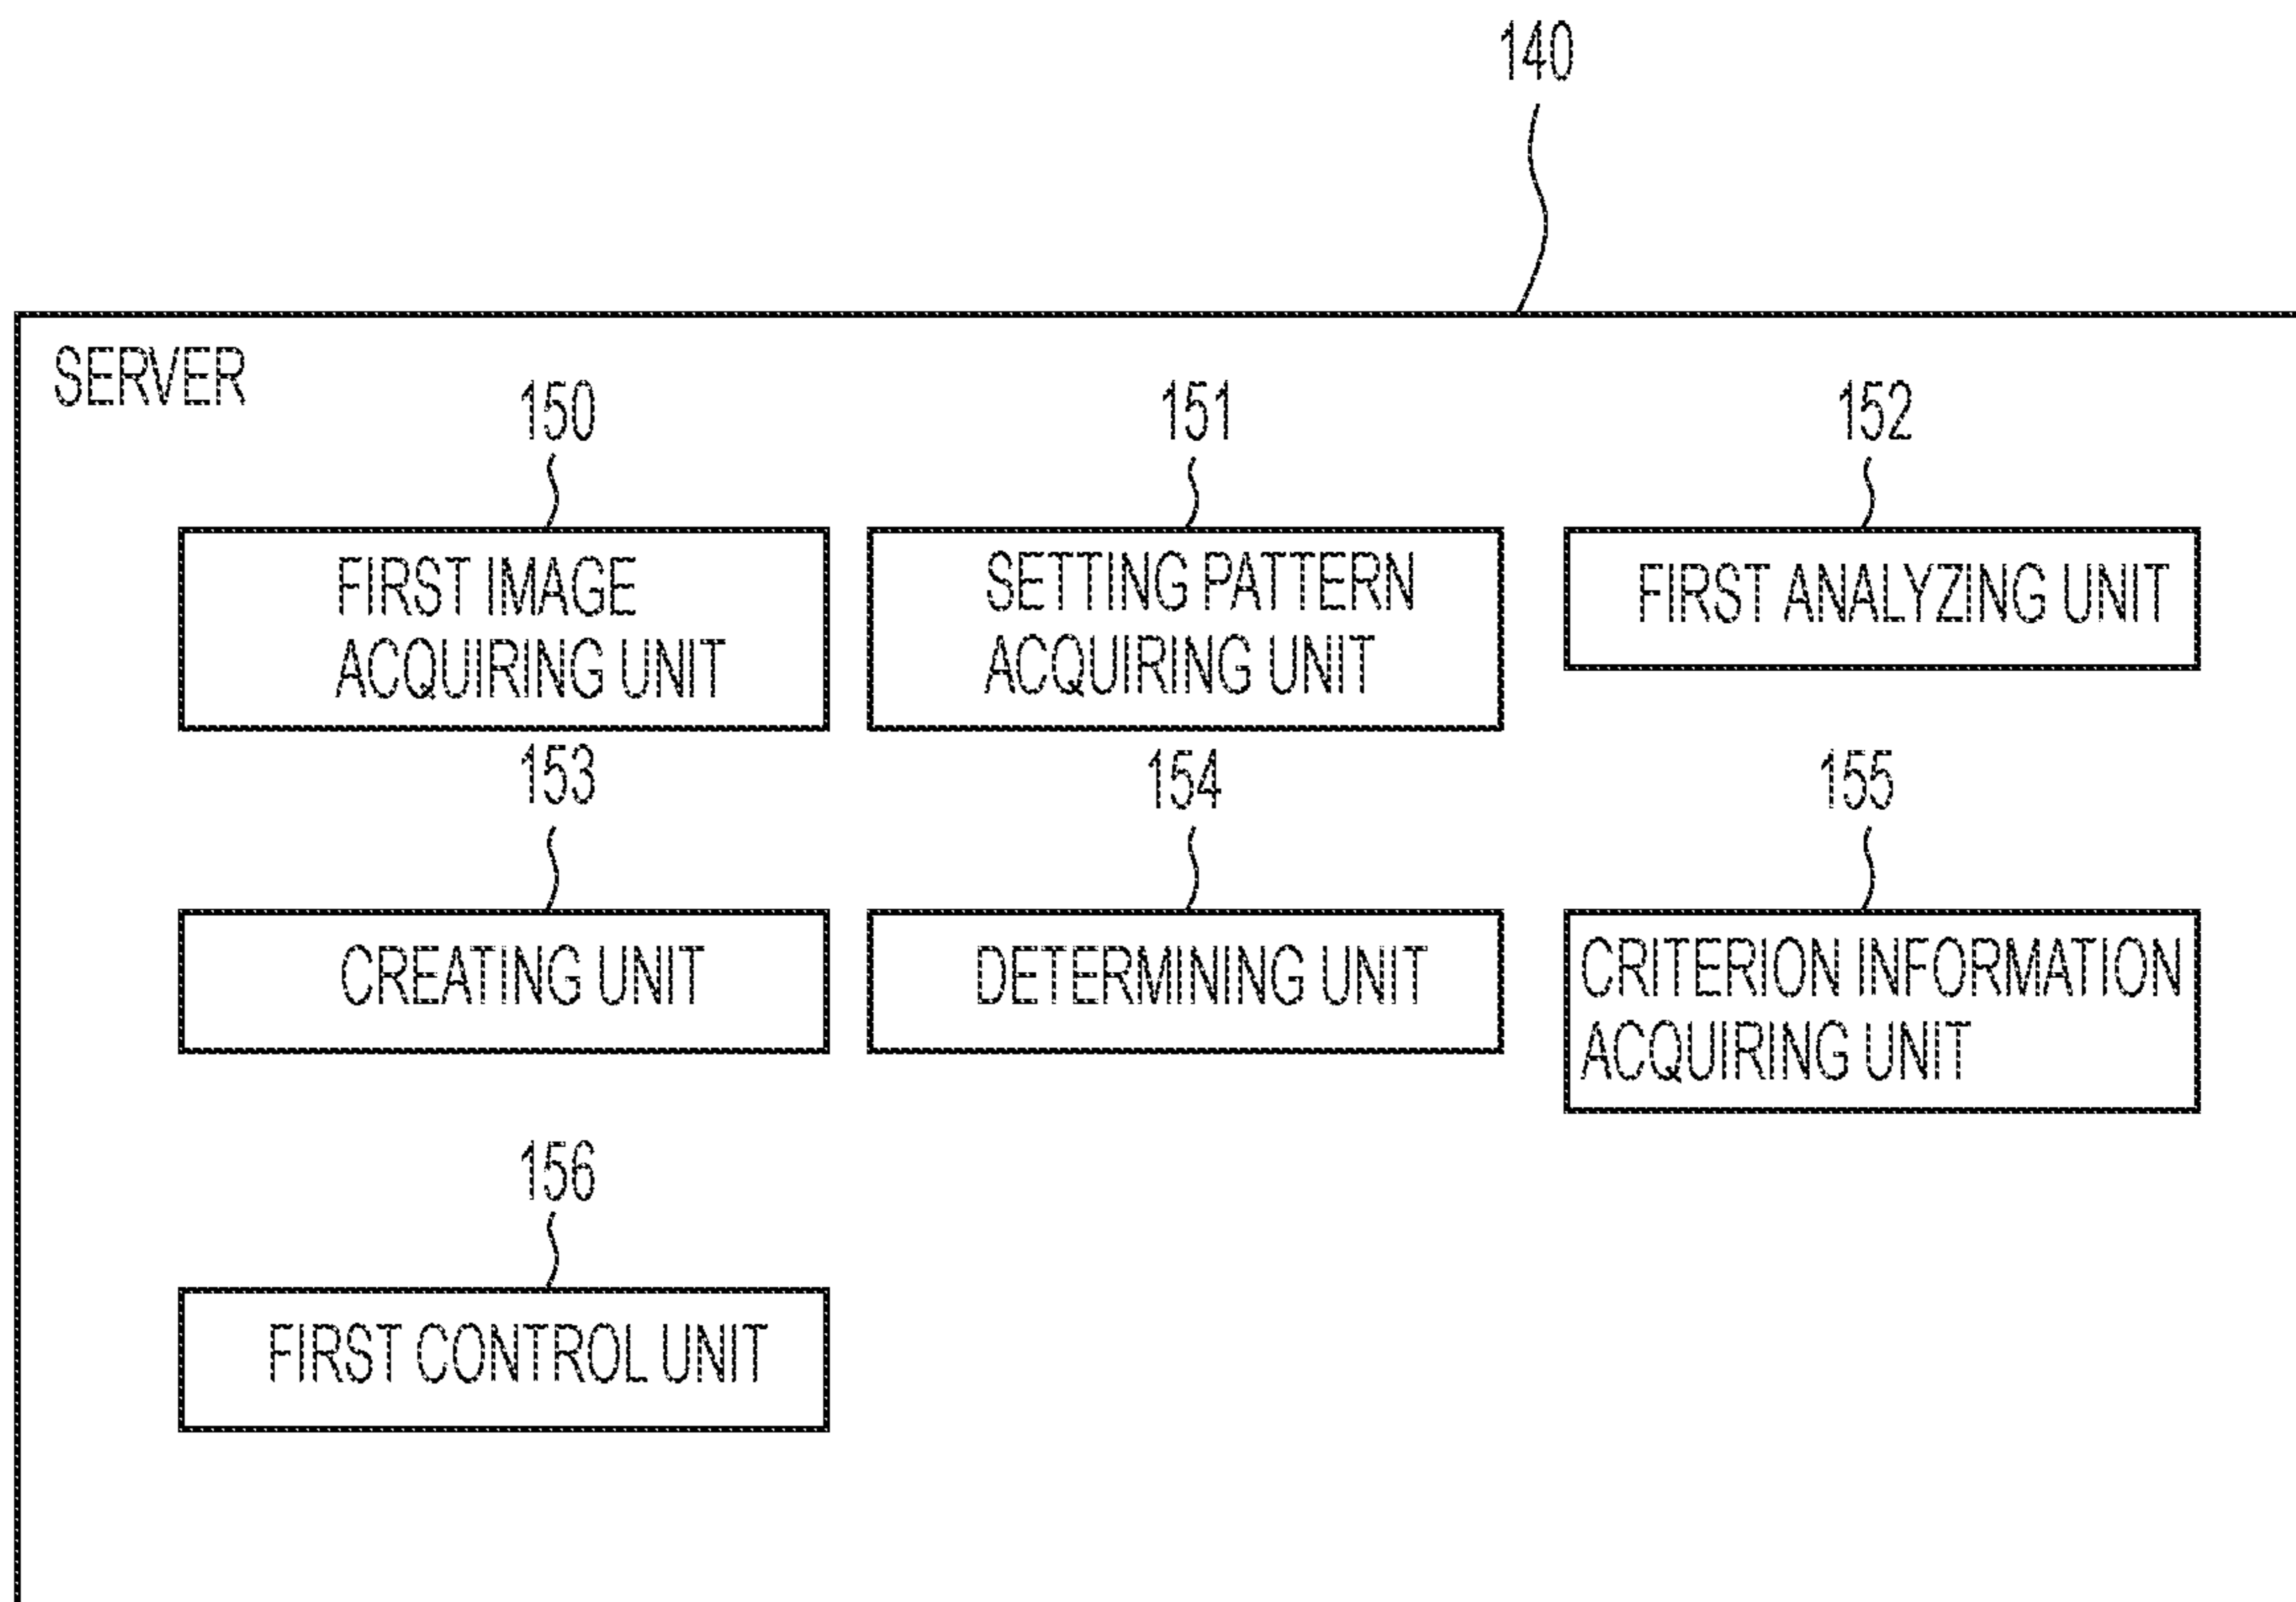 140
SERVER
150
151
152
FIRST IMAGE
ACQUIRING UNIT
SETTING PATTERN
ACQUIRING UNIT
FIRST ANALYZING UNIT
153
154
155
CREATING UNIT
DETERMINING UNIT
CRITERION INFORMATION
ACQUIRING UNIT
156
FIRST CONTROL UNIT